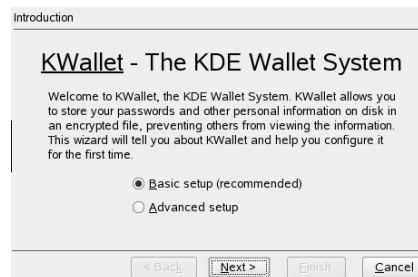 Introduction
KWallet - The KDE Wallet System
Welcome to KWallet, the KDE Wallet System. KWallet allows you
to store your passwords and other personal information on disk in
an encrypted file, preventing others from viewing the information.
This wizard will tell you about KWallet and help you configure it
for the first time.
Basic setup (recommended)
Advanced setup
< Back Next > Finish Cancel